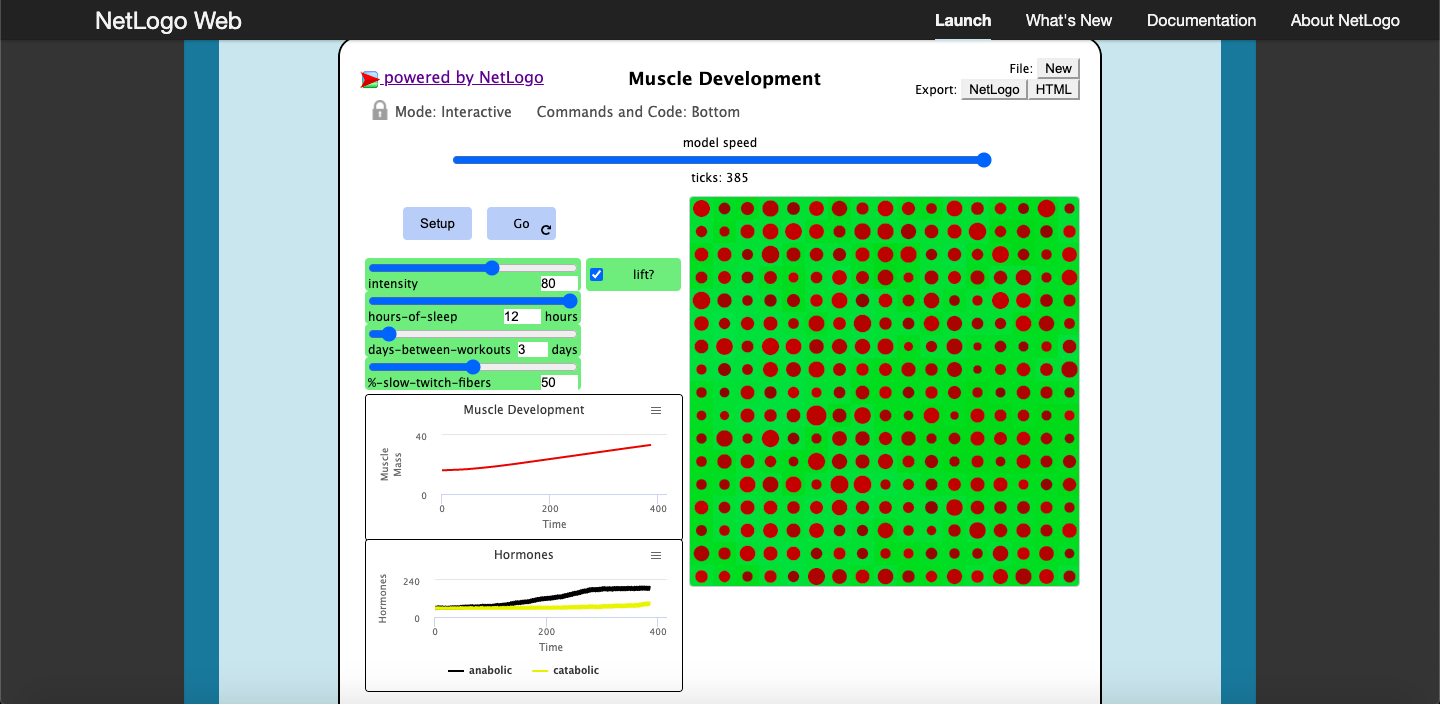 NetLogo Web
Launch What's New Documentation About NetLogo
powered by NetLogo
Muscle Development
File: New
Export: NetLogo HTML
Mode: Interactive Commands and Code: Bottom
model speed
ticks: 385
Setup Go
intensity 80
lift?
hours-of-sleep 12 hours
days-between-workouts 3 days
%-slow-twitch-fibers 50
Muscle Development
Muscle
Mass
40
0
0 200 400
Time
Hormones
Hormones
240
0
0 200 400
Time
anabolic catabolic